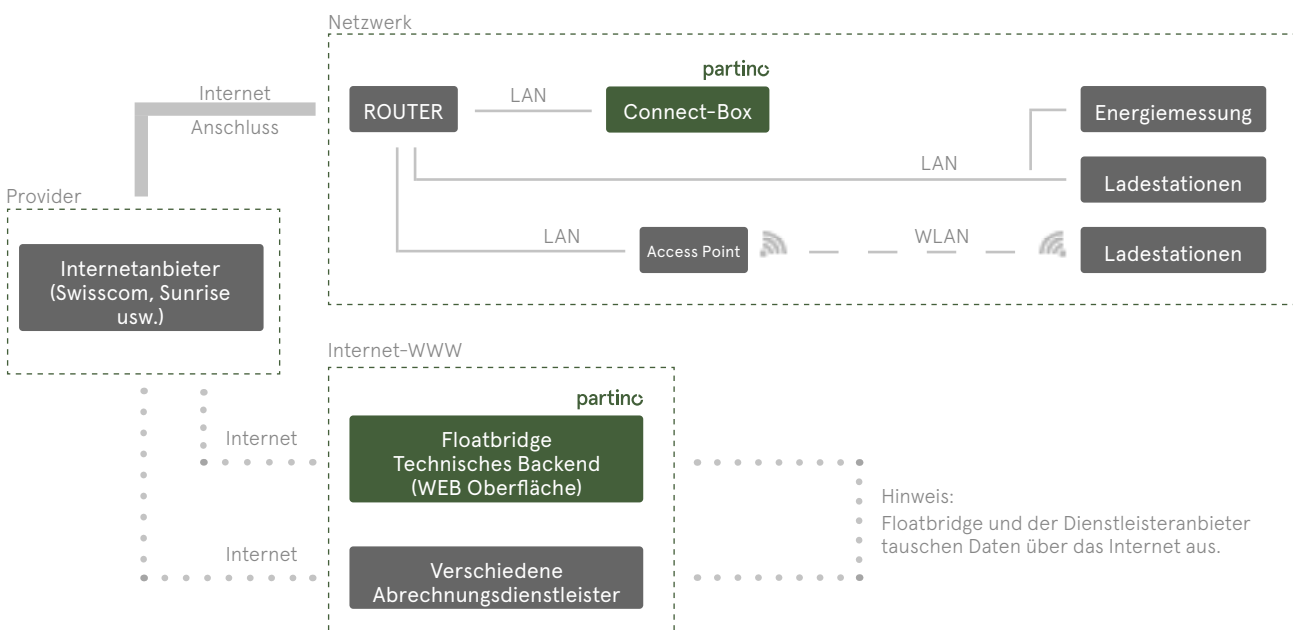 Netzwerk
partino
Internet
Anschluss
ROUTER
LAN
Connect-Box
Energiemessung
LAN
Ladestationen
Provider
LAN
Access Point
WLAN
Ladestationen
Internetanbieter
(Swisscom, Sunrise
usw.)
Internet-WWW
partino
Internet
Floatbridge
Technisches Backend
(WEB Oberfläche)
Hinweis:
Floatbridge und der Dienstleisteranbieter
tauschen Daten über das Internet aus.
Internet
Verschiedene
Abrechnungsdienstleister